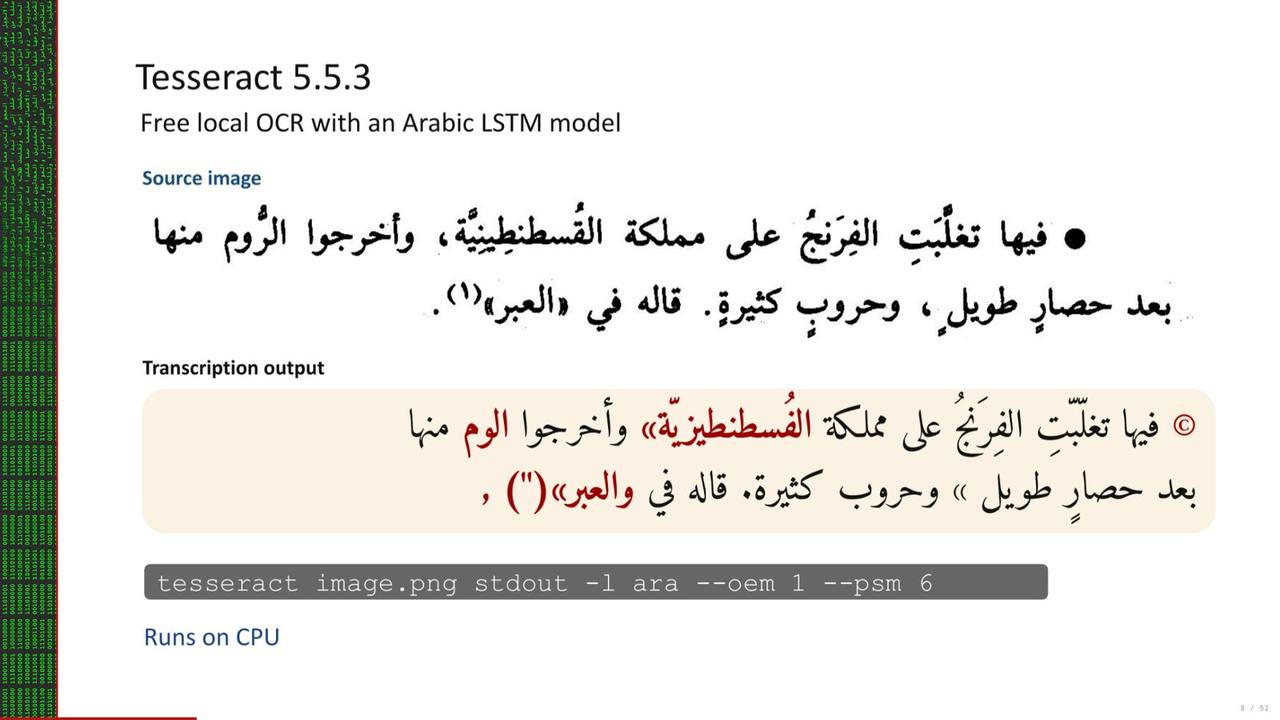 Tesseract 5.5.3
Free local OCR with an Arabic LSTM model
Source image
● فيها تغلَّبَتِ الفِرَنجُ على مملكة القُسطنطِينِيَّة، وأخرجوا الرُّوم منها
بعد حصارٍ طويلٍ، وحروبٍ كثيرةٍ. قاله في «العبر»(١).
Transcription output
© فيها تغلّبّتِ الفِرَنجُ على مملكة الفُسطنطيزيّة» وأخرجوا الوم منها
بعد حصارٍ طويل « وحروب كثيرة. قاله في والعبر»(") ,
tesseract image.png stdout -l ara --oem 1 --psm 6
Runs on CPU
8 / 52